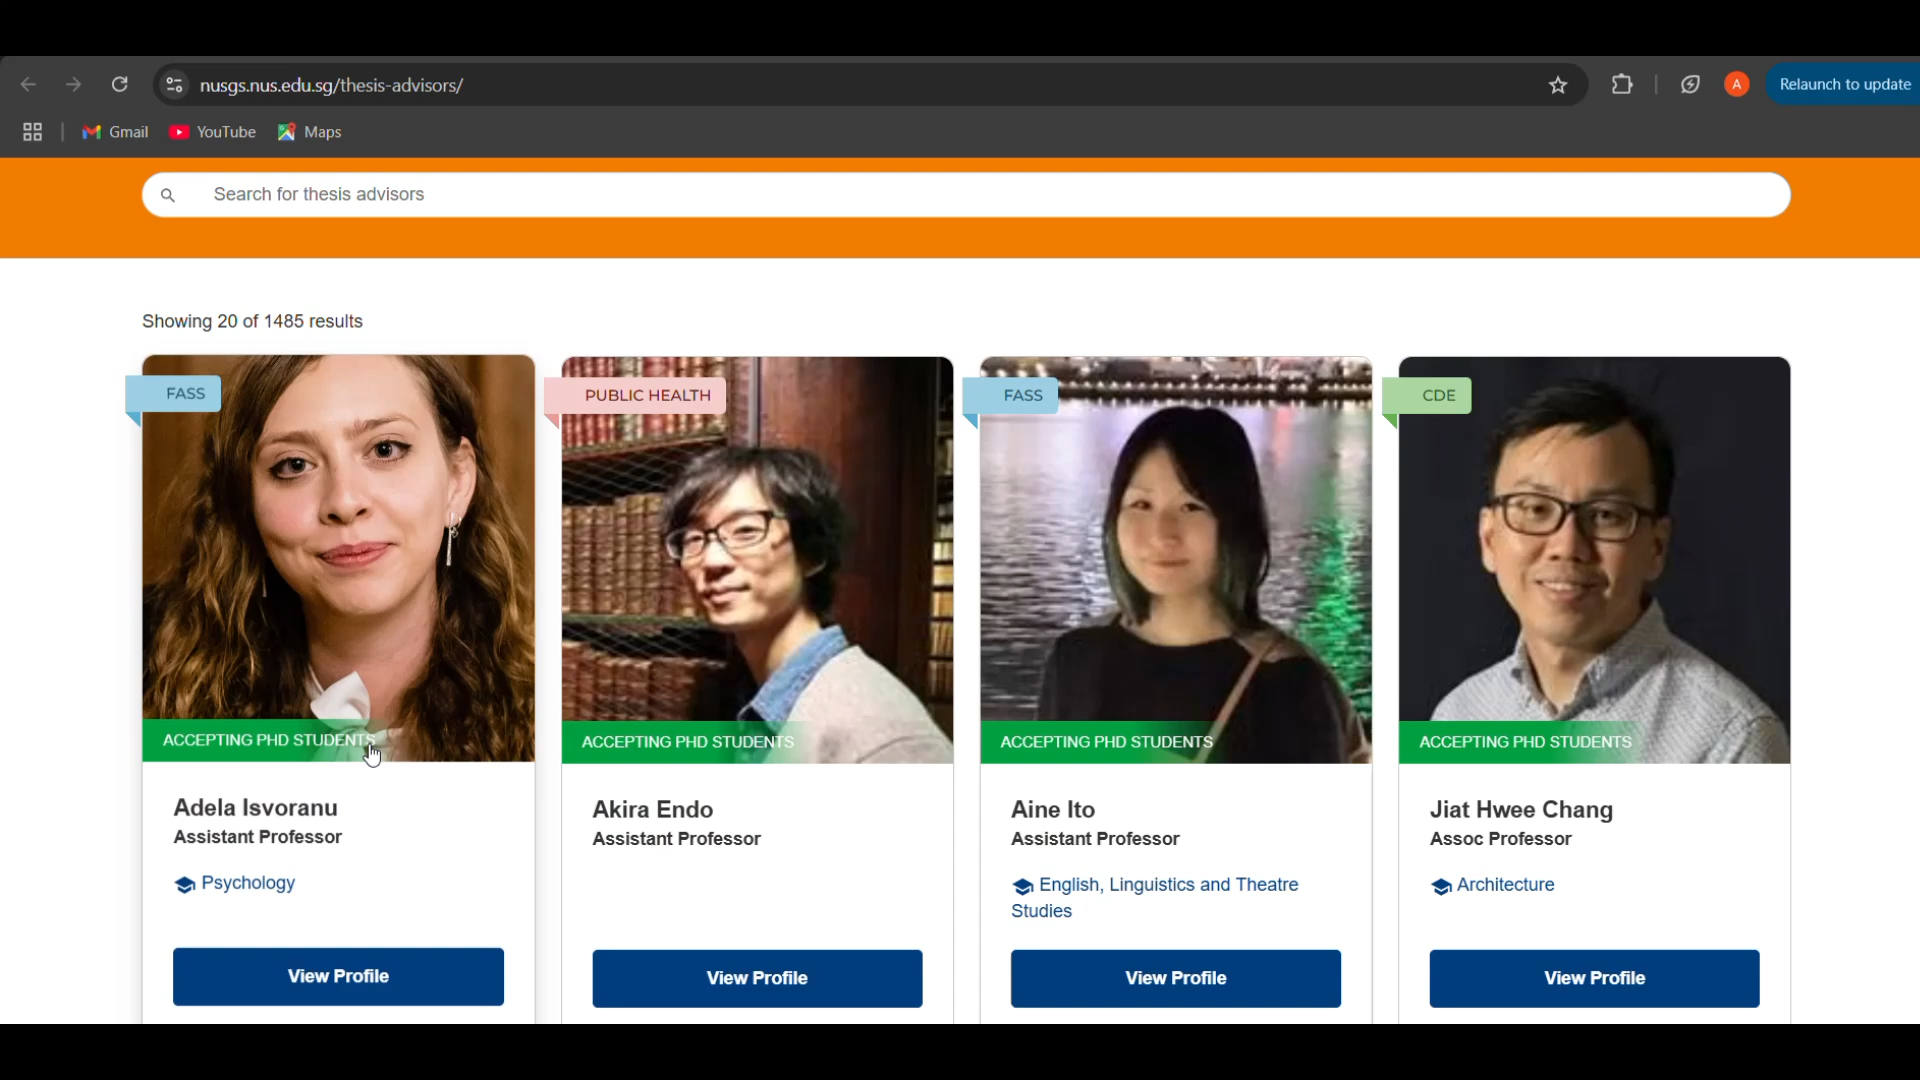 nusgs.nus.edu.sg/thesis-advisors/
A
Relaunch to update
Gmail
YouTube
Maps
Search for thesis advisors
Showing 20 of 1485 results
FASS
ACCEPTING PHD STUDENTS
Adela Isvoranu
Assistant Professor
Psychology
View Profile
PUBLIC HEALTH
ACCEPTING PHD STUDENTS
Akira Endo
Assistant Professor
View Profile
FASS
ACCEPTING PHD STUDENTS
Aine Ito
Assistant Professor
English, Linguistics and Theatre
Studies
View Profile
CDE
ACCEPTING PHD STUDENTS
Jiat Hwee Chang
Assoc Professor
Architecture
View Profile